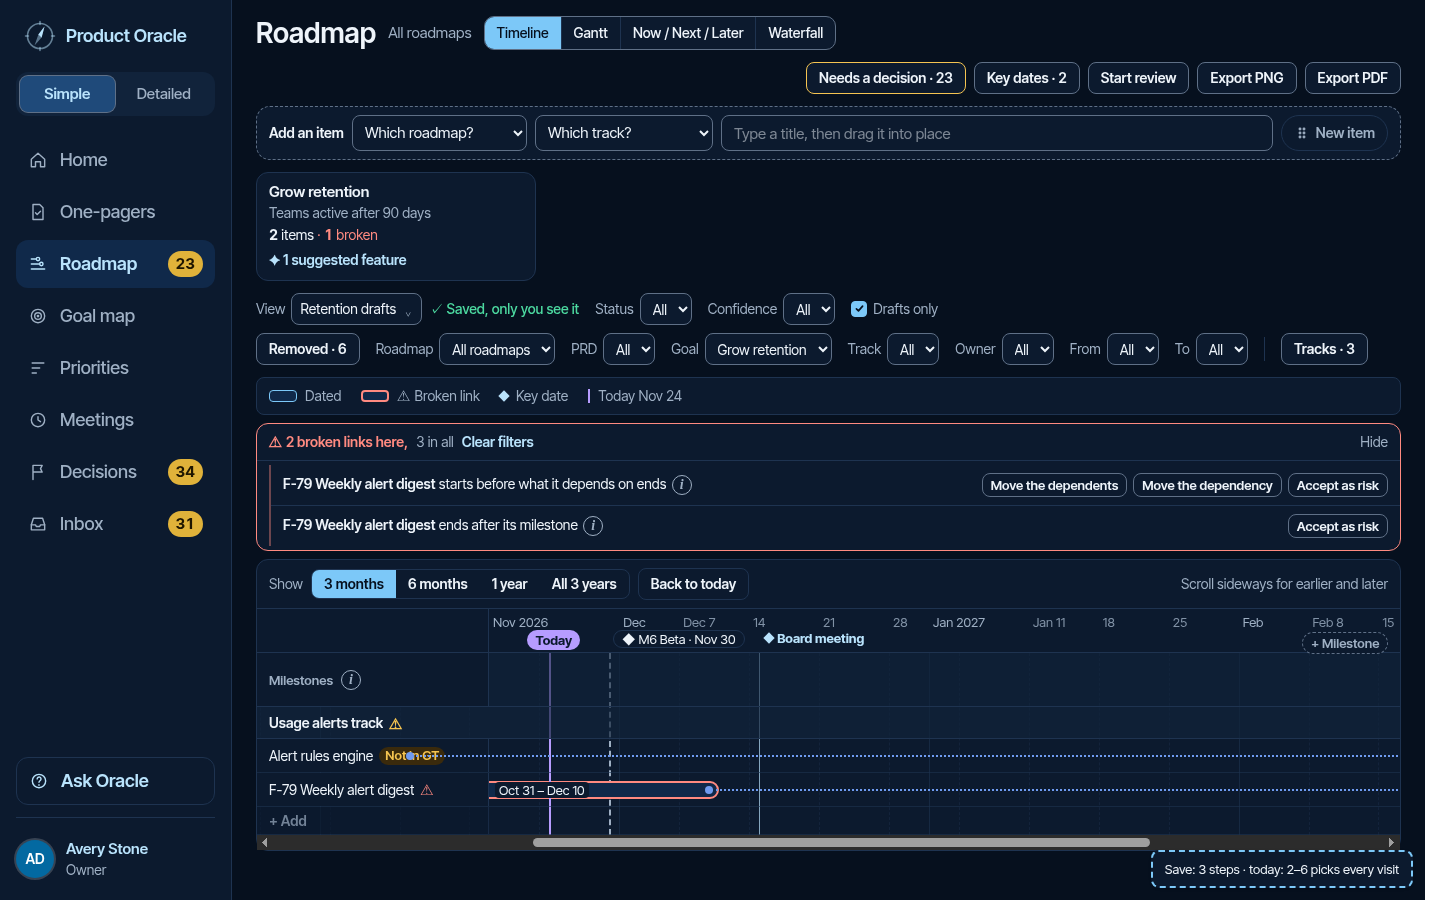 Product Oracle
Simple
Detailed
Home
One-pagers
Roadmap 23
Goal map
Priorities
Meetings
Decisions 34
Inbox 31
Ask Oracle
AD
Avery Stone
Owner
Roadmap All roadmaps Timeline Gantt Now / Next / Later Waterfall
Needs a decision · 23 Key dates · 2 Start review Export PNG Export PDF
Add an item Which roadmap? Which track? Type a title, then drag it into place New item
Grow retention
Teams active after 90 days
2 items · 1 broken
✦ 1 suggested feature
View Retention drafts ✓ Saved, only you see it Status All Confidence All Drafts only
Removed · 6 Roadmap All roadmaps PRD All Goal Grow retention Track All Owner All From All To All Tracks · 3
Dated ⚠ Broken link ◆ Key date Today Nov 24
⚠ 2 broken links here, 3 in all Clear filters Hide
F-79 Weekly alert digest starts before what it depends on ends i Move the dependents Move the dependency Accept as risk
F-79 Weekly alert digest ends after its milestone i Accept as risk
Show 3 months 6 months 1 year All 3 years Back to today Scroll sideways for earlier and later
Nov 2026 Dec Dec 7 14 21 28 Jan 2027 Jan 11 18 25 Feb Feb 8 15
Today ◆ M6 Beta · Nov 30 ◆ Board meeting + Milestone
Milestones i
Usage alerts track ⚠
Alert rules engine
F-79 Weekly alert digest ⚠ Oct 31 – Dec 10
+ Add
Save: 3 steps · today: 2–6 picks every visit